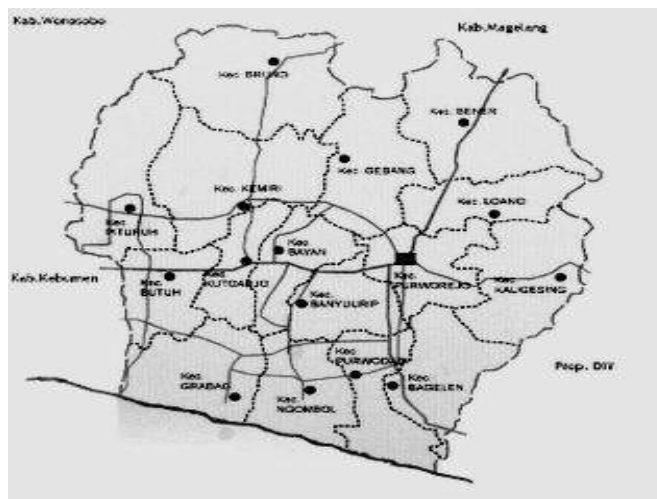 Kab.Wonosobo
Kab.Magelang
Kec. BRUNO
Kec. BENER
Kec. GEBANG
Kec. KEMIRI
Kec. LOANO
Kec.
PITURUH
Kec.
BAYAN
Kab.Kebumen
Kec.
BUTUH
Kec.
KUTOARJO
Kec.
PURWOREJO
Kec.
KALIGESING
Kec.
BANYUURIP
Kec.
PURWODADI
Prop. DIY
Kec.
GRABAG
Kec.
NGOMBOL
Kec.
BAGELEN